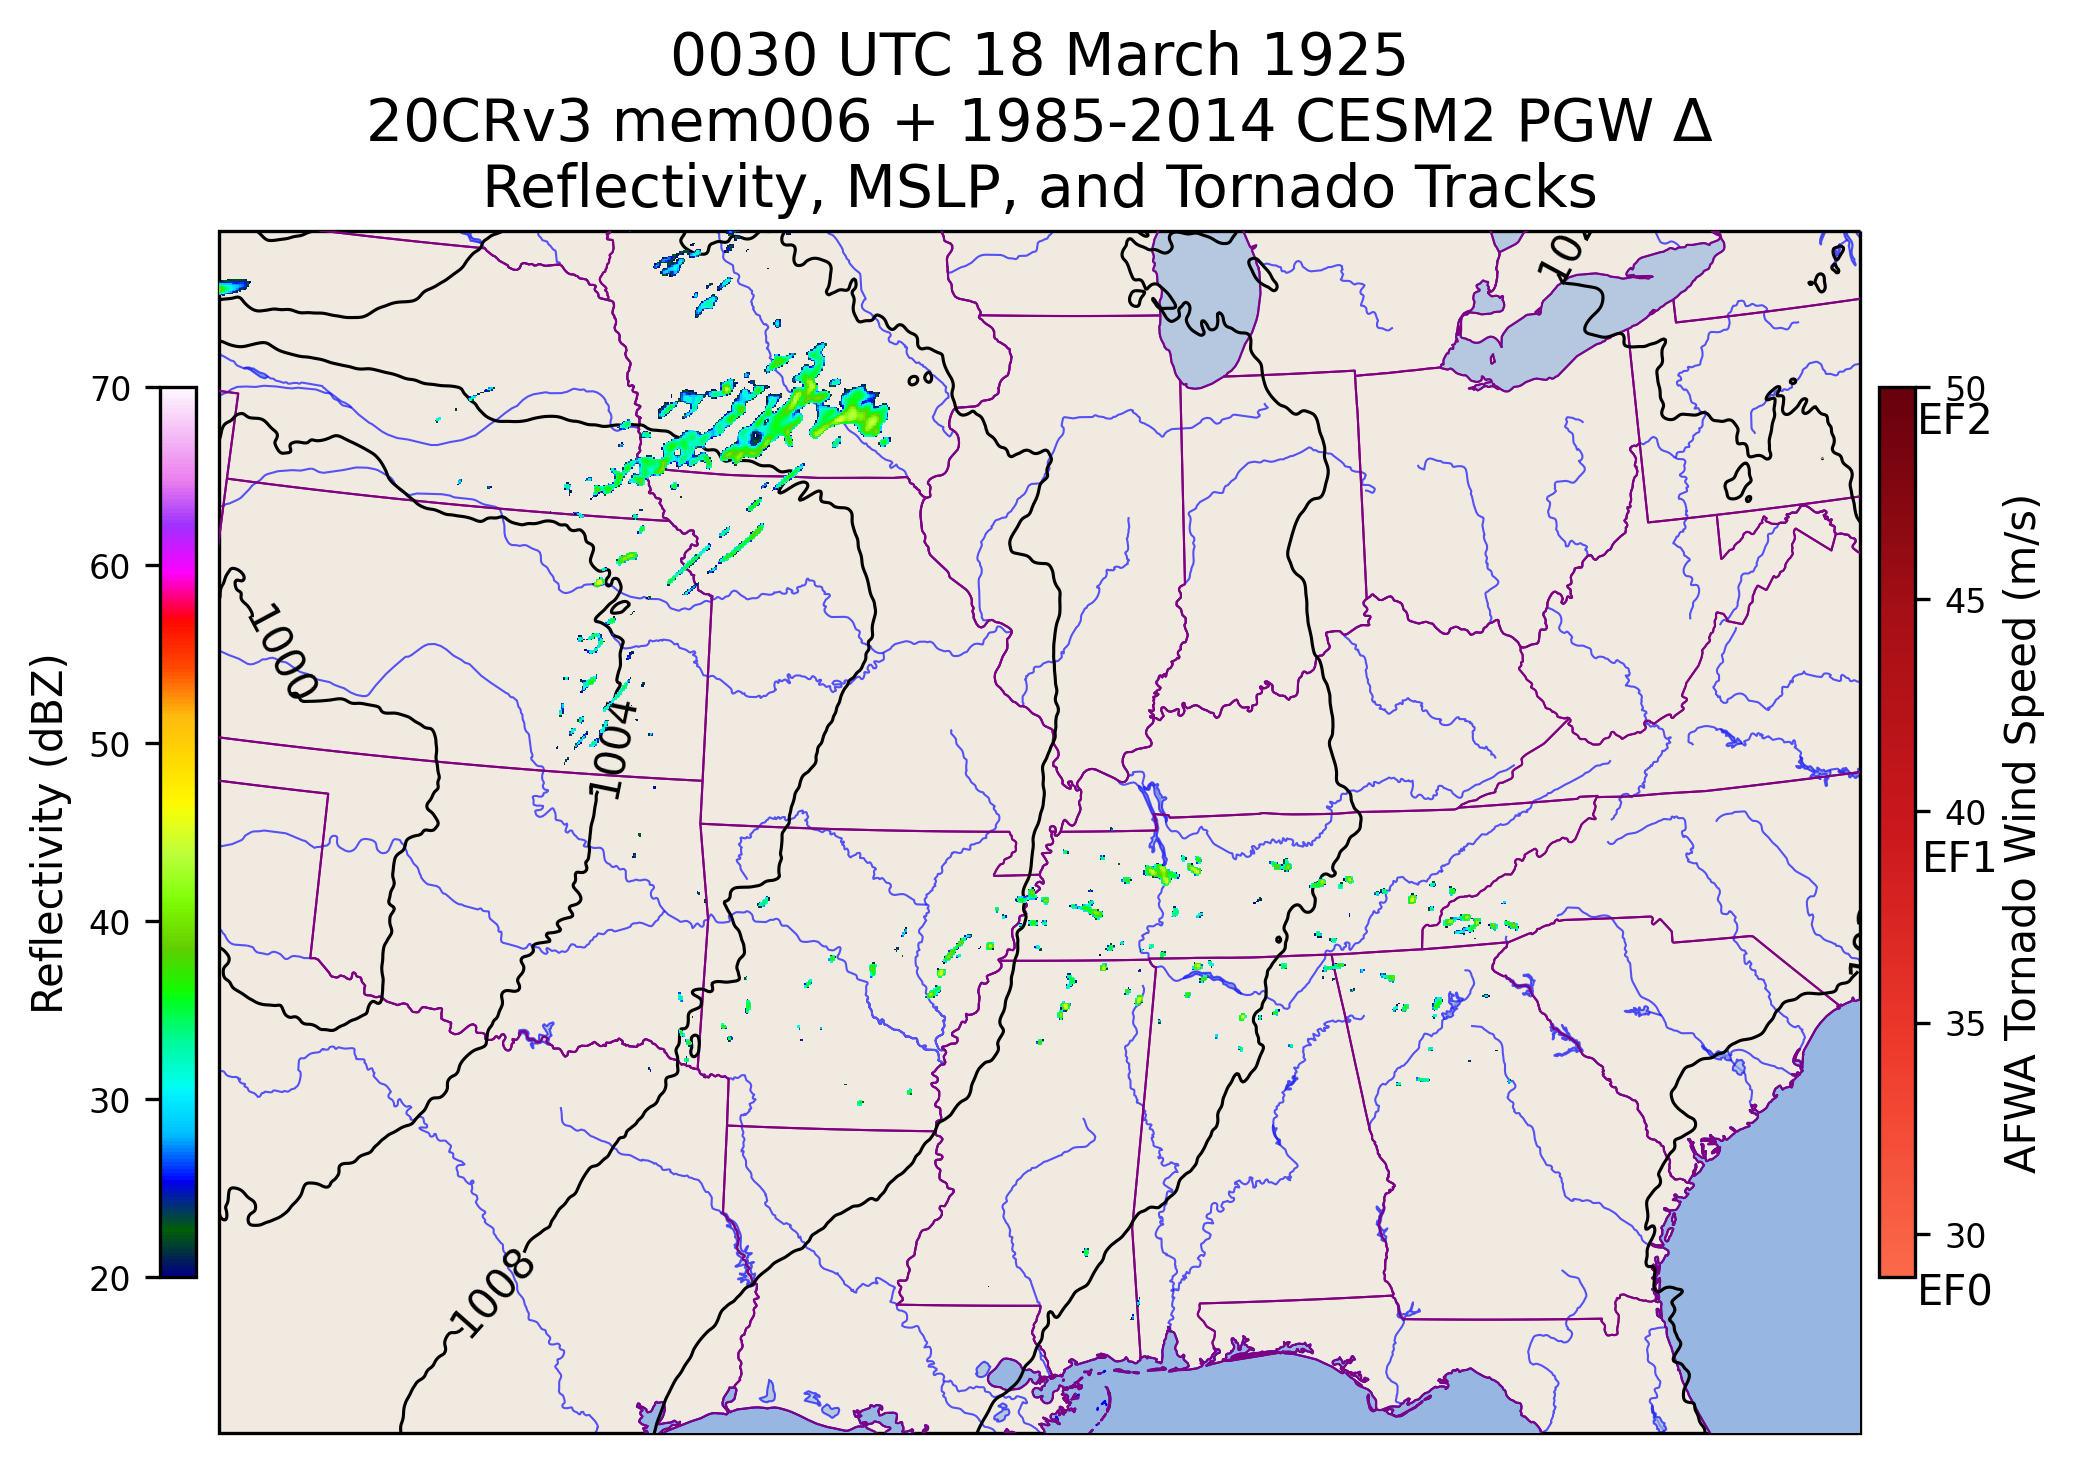 0030 UTC 18 March 1925
20CRv3 mem006 + 1985-2014 CESM2 PGW Δ
Reflectivity, MSLP, and Tornado Tracks
70
60
50
40
30
20
Reflectivity (dBZ)
1000
1004
1008
50
EF2
45
40
EF1
35
30
EF0
AFWA Tornado Wind Speed (m/s)